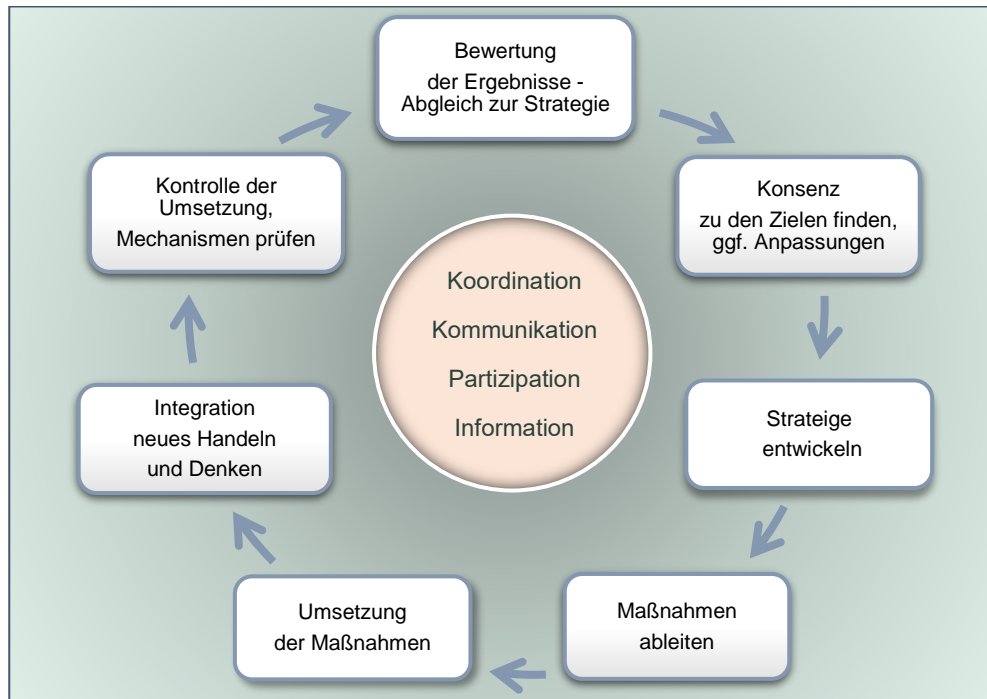 Bewertung
der Ergebnisse -
Abgleich zur Strategie
Konsenz
zu den Zielen finden,
ggf. Anpassungen
Strateige
entwickeln
Maßnahmen
ableiten
Umsetzung
der Maßnahmen
Integration
neues Handeln
und Denken
Kontrolle der
Umsetzung,
Mechanismen prüfen
Koordination
Kommunikation
Partizipation
Information